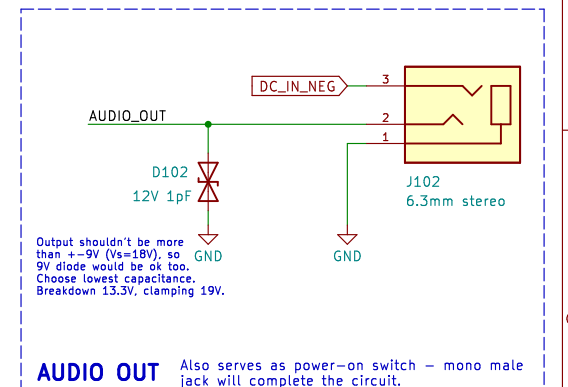 DC_IN_NEG
3
AUDIO_OUT
2
1
D102
12V 1pF
J102
6.3mm stereo
GND
GND
Output shouldn't be more
than +-9V (Vs=18V), so
9V diode would be ok too.
Choose lowest capacitance.
Breakdown 13.3V, clamping 19V.
AUDIO OUT
Also serves as power-on switch - mono male
jack will complete the circuit.